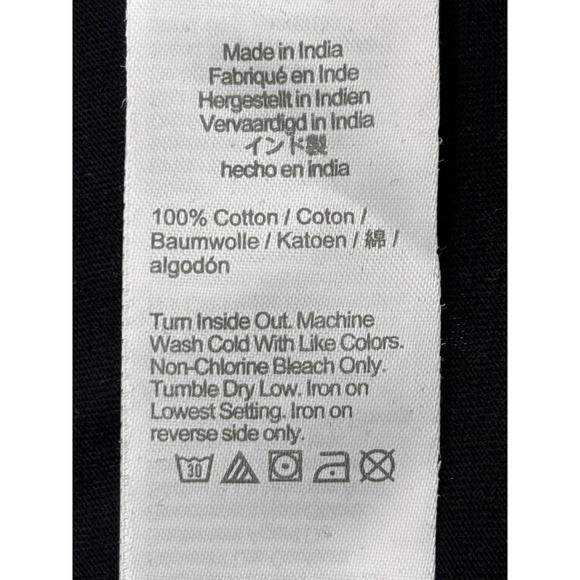 Made in India
Fabriqué en Inde
Hergestellt in Indien
Vervaardigd in India
インド製
hecho en india
100% Cotton / Coton /
Baumwolle / Katoen / 綿 /
algodón
Turn Inside Out. Machine
Wash Cold With Like Colors.
Non-Chlorine Bleach Only.
Tumble Dry Low. Iron on
Lowest Setting. Iron on
reverse side only.
30